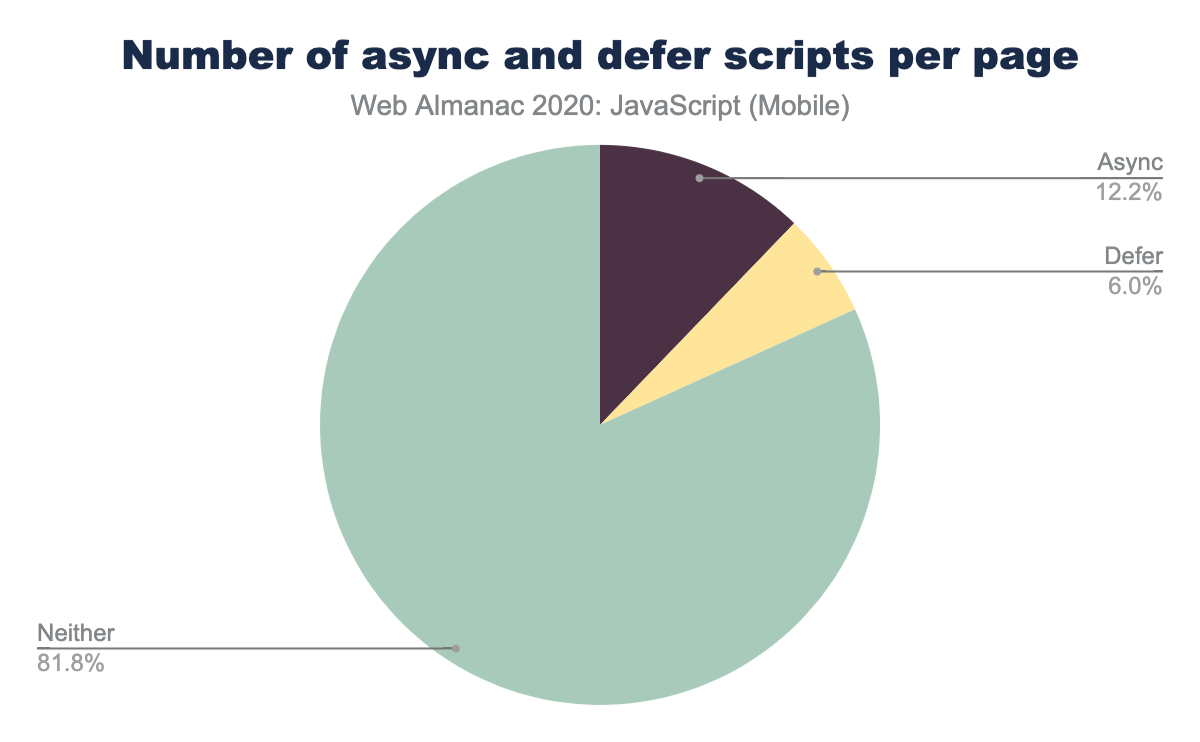 Number of async and defer scripts per page
Web Almanac 2020: JavaScript (Mobile)
Async
12.2%
Defer
6.0%
Neither
81.8%